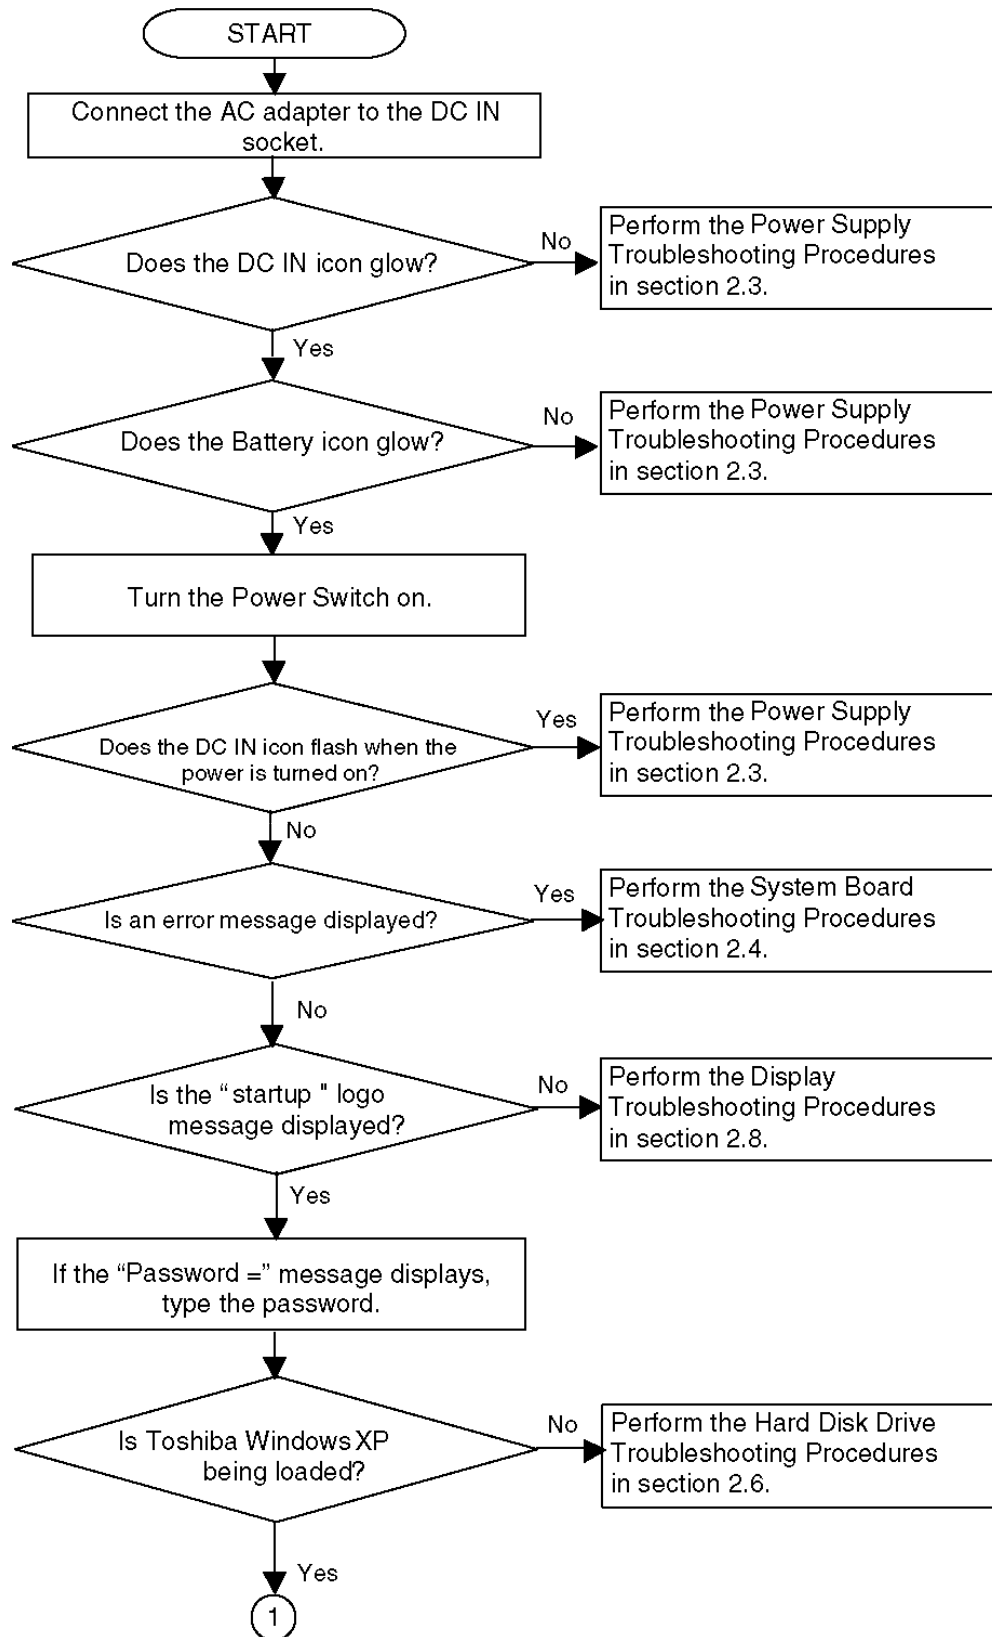 START
Connect the AC adapter to the DC IN
socket.
Does the DC IN icon glow?
No
Perform the Power Supply
Troubleshooting Procedures
in section 2.3.
Yes
Does the Battery icon glow?
No
Perform the Power Supply
Troubleshooting Procedures
in section 2.3.
Yes
Turn the Power Switch on.
Does the DC IN icon flash when the
power is turned on?
Yes
Perform the Power Supply
Troubleshooting Procedures
in section 2.3.
No
Is an error message displayed?
Yes
Perform the System Board
Troubleshooting Procedures
in section 2.4.
No
Is the “startup " logo
message displayed?
No
Perform the Display
Troubleshooting Procedures
in section 2.8.
Yes
If the “Password =” message displays,
type the password.
Is Toshiba Windows XP
being loaded?
No
Perform the Hard Disk Drive
Troubleshooting Procedures
in section 2.6.
Yes
1